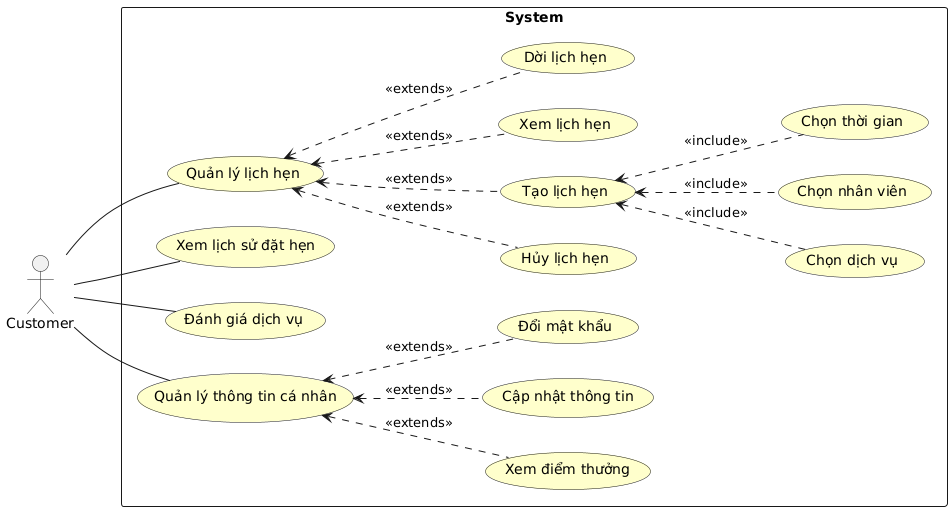 System
Dời lịch hẹn
«extends»
Xem lịch hẹn
Chọn thời gian
«extends»
«include»
Quản lý lịch hẹn
«extends»
Tạo lịch hẹn
«include»
Chọn nhân viên
«extends»
«include»
Xem lịch sử đặt hẹn
Hủy lịch hẹn
Chọn dịch vụ
Customer
Đánh giá dịch vụ
Đổi mật khẩu
«extends»
Quản lý thông tin cá nhân
«extends»
Cập nhật thông tin
«extends»
Xem điểm thưởng